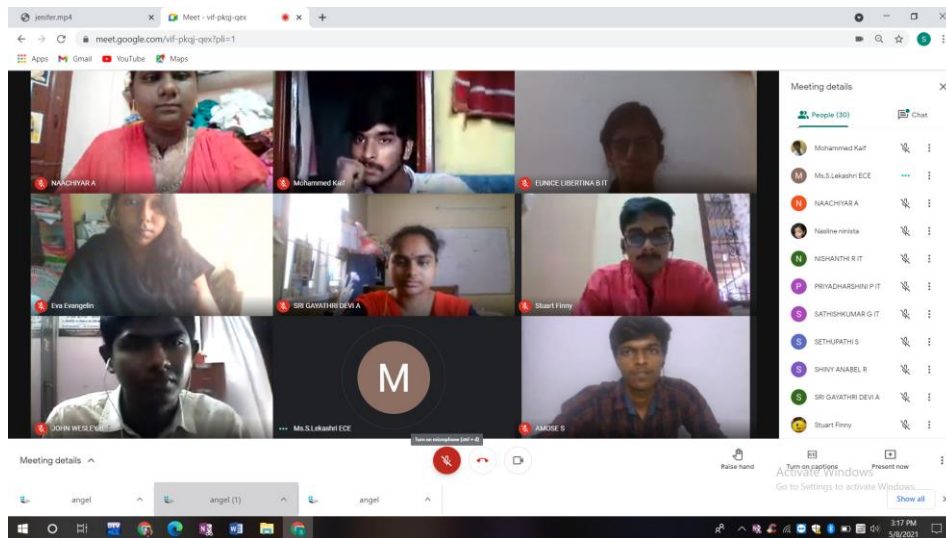 jenifer.mp4
Meet - vif-pkqj-qex
meet.google.com/vif-pkqj-qex?pli=1
S
Apps
Gmail
YouTube
Maps
NAACHIYAR A
Mohammed Kaif
EUNICE LIBERTINA B IT
Eva Evangelin
SRI GAYATHRI DEVI A
Stuart Finny
JOHN WESLEY
M
Ms.S.Lekashri ECE
AMOSE S
Meeting details
People (30)
Chat
Mohammed Kaif
M
Ms.S.Lekashri ECE
N
NAACHIYAR A
Nasline ninista
N
NISHANTHI R IT
P
PRIYADHARSHINI P IT
S
SATHISHKUMAR G IT
S
SETHUPATHI S
S
SHINY ANABEL R
S
SRI GAYATHRI DEVI A
Stuart Finny
Turn on microphone (ctrl + d)
Meeting details
Raise hand
Turn on captions
Present now
Activate Windows
Go to Settings to activate Windows.
angel
angel (1)
angel
Show all
3:17 PM
5/8/2021